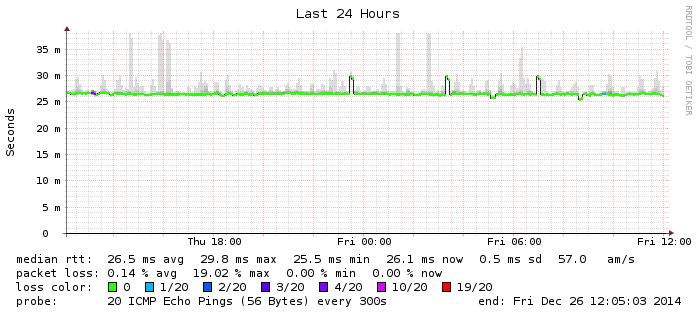 Last 24 Hours
RRDTOOL / TOBI OETIKER
Seconds
35 m
30 m
25 m
20 m
15 m
10 m
5 m
0
Thu 18:00 Fri 00:00 Fri 06:00 Fri 12:00
median rtt: 26.5 ms avg 29.8 ms max 25.5 ms min 26.1 ms now 0.5 ms sd 57.0 am/s
packet loss: 0.14 % avg 19.02 % max 0.00 % min 0.00 % now
loss color: 0 1/20 2/20 3/20 4/20 10/20 19/20
probe: 20 ICMP Echo Pings (56 Bytes) every 300s end: Fri Dec 26 12:05:03 2014